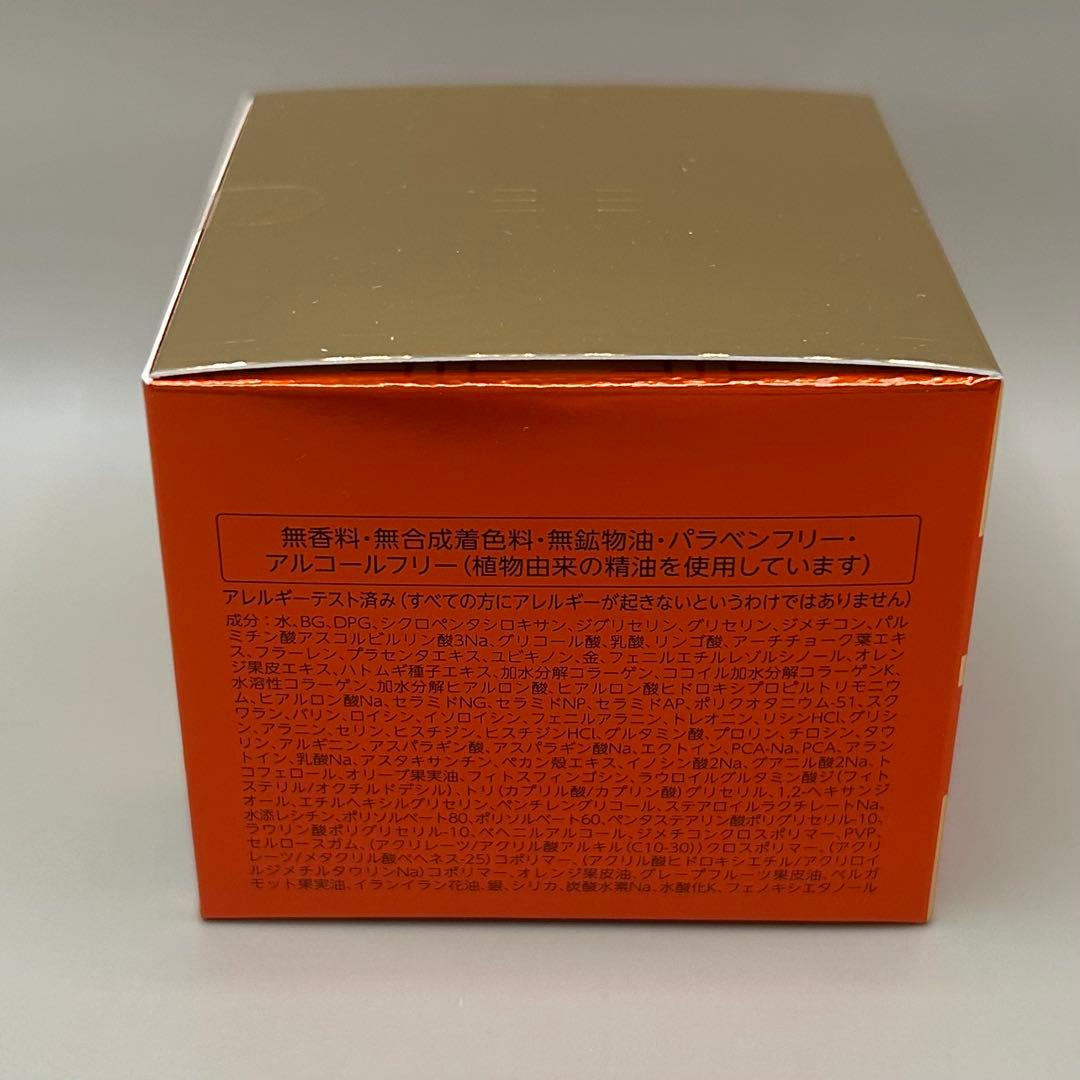 無香料・無合成着色料・無鉱物油・パラベンフリー・
アルコールフリー(植物由来の精油を使用しています)
アレルギーテスト済み(すべての方にアレルギーが起きないというわけではありません)
成分：水、BG、DPG、シクロペンタシロキサン、ジグリセリン、グリセリン、ジメチコン、パル
ミチン酸アスコルビルリン酸3Na、グリコール酸、乳酸、リンゴ酸、アーチチョーク葉エキ
ス、フラーレン、プラセンタエキス、ユビキノン、金、フェニルエチルレゾルシノール、オレン
ジ果皮エキス、ハトムギ種子エキス、加水分解コラーゲン、ココイル加水分解コラーゲンK、
水溶性コラーゲン、加水分解ヒアルロン酸、ヒアルロン酸ヒドロキシプロピルトリモニウ
ム、ヒアルロン酸Na、セラミドNG、セラミドNP、セラミドAP、ポリクオタニウム-51、スク
ワラン、バリン、ロイシン、イソロイシン、フェニルアラニン、トレオニン、リシンHCl、グリシ
ン、アラニン、セリン、ヒスチジン、ヒスチジンHCl、グルタミン酸、プロリン、チロシン、タウ
リン、アルギニン、アスパラギン酸、アスパラギン酸Na、エクトイン、PCA-Na、PCA、アラン
トイン、乳酸Na、アスタキサンチン、ペカン殻エキス、イノシン酸2Na、グアニル酸2Na、ト
コフェロール、オリーブ果実油、フィトスフィンゴシン、ラウロイルグルタミン酸ジ(フィト
ステリル/オクチルドデシル)、トリ(カプリル酸/カプリン酸)グリセリル、1,2-ヘキサンジ
オール、エチルヘキシルグリセリン、ペンチレングリコール、ステアロイルラクチレートNa、
水添レシチン、ポリソルベート80、ポリソルベート60、ペンタステアリン酸ポリグリセリル-10、
ラウリン酸ポリグリセリル-10、ベヘニルアルコール、ジメチコンクロスポリマー、PVP、
セルロースガム、(アクリレーツ/アクリル酸アルキル(C10-30))クロスポリマー、(アクリ
レーツ/メタクリル酸ベヘネス-25)コポリマー、(アクリル酸ヒドロキシエチル/アクリロイ
ルジメチルタウリンNa)コポリマー、オレンジ果皮油、グレープフルーツ果皮油、ベルガ
モット果実油、イランイラン花油、銀、シリカ、炭酸水素Na、水酸化K、フェノキシエタノール